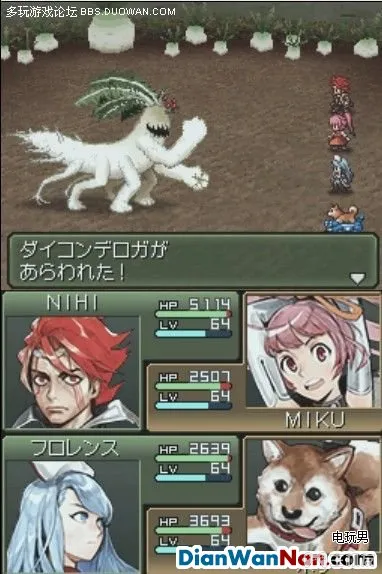 多玩游戏论坛 BBS.DUOWAN.COM
ダイコンデロガが
あらわれた！
NIHI
HP 5114
LV 64
HP 2507
LV 64
MIKU
フロレンス
HP 2639
LV 64
HP 3693
LV 64
电玩男
DianWanNan.com